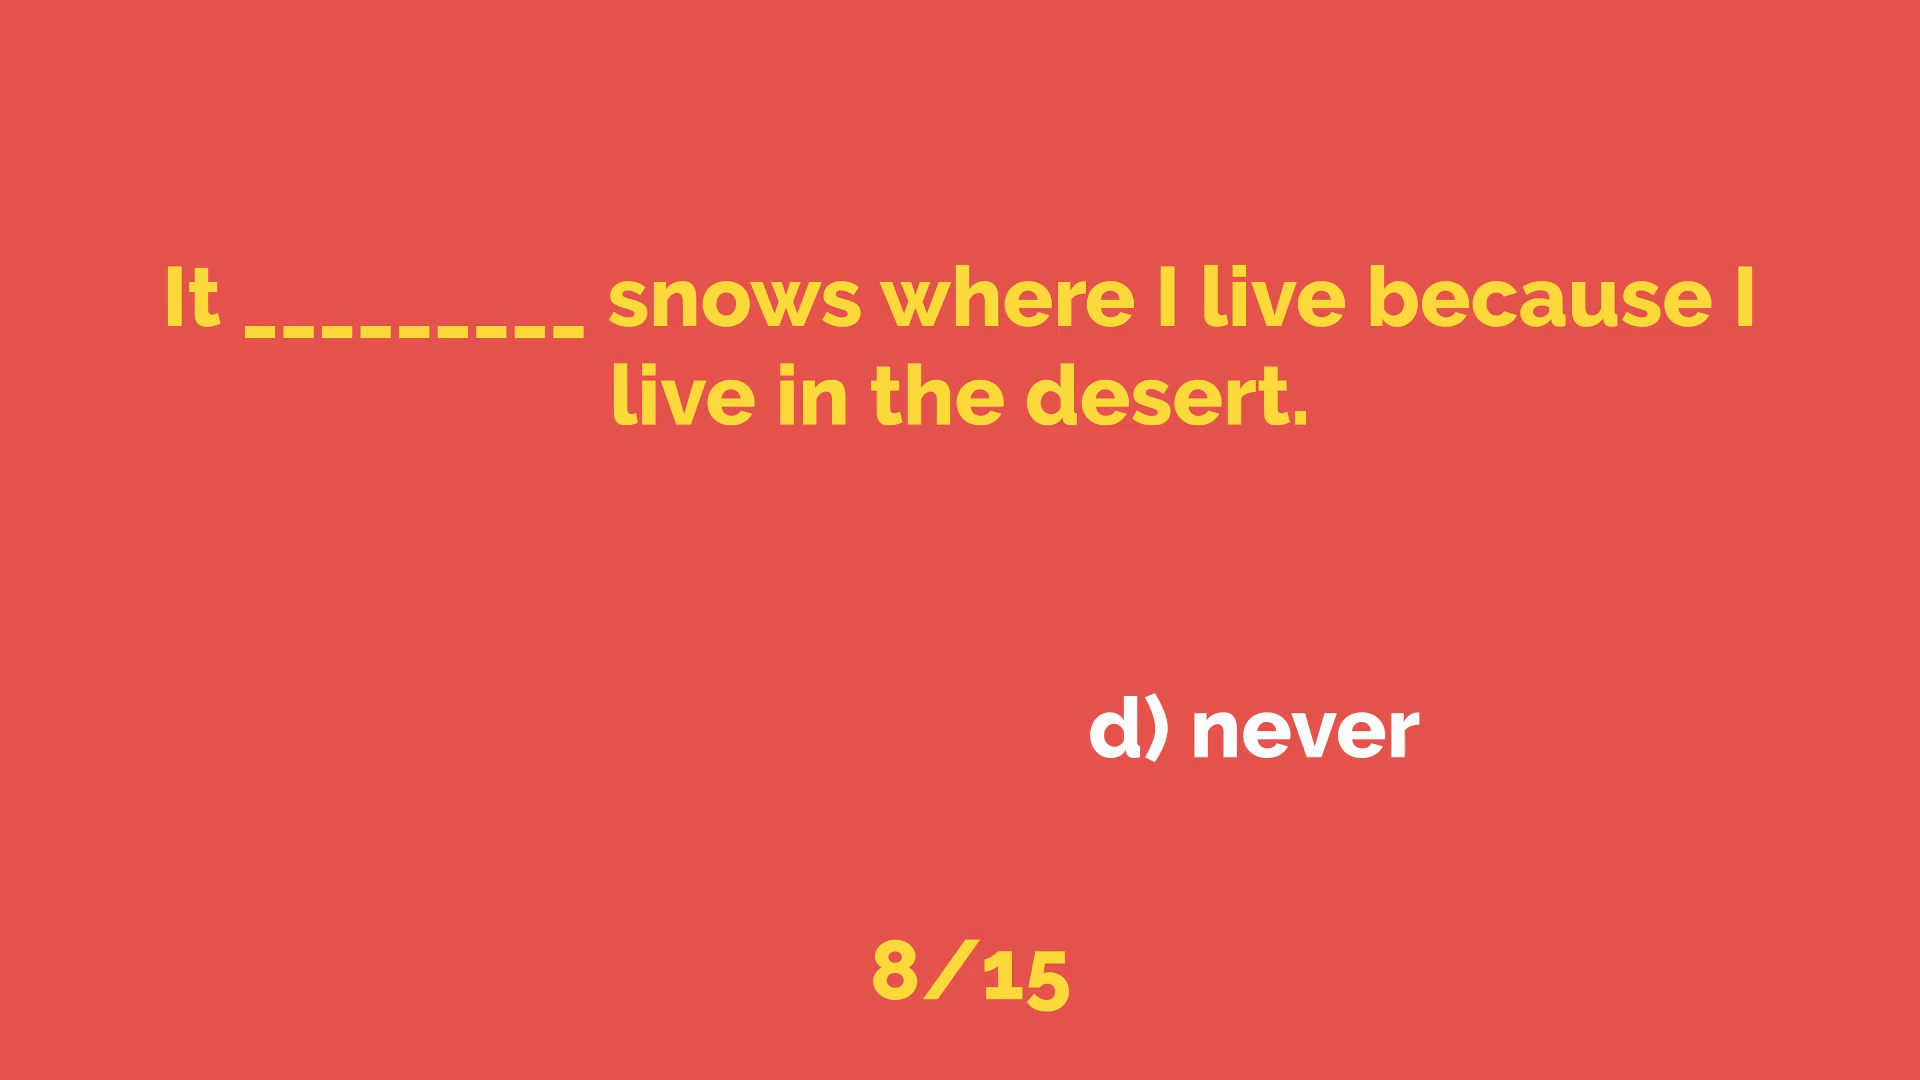 It _________ snows where I live because I
live in the desert.
d) never
8/15